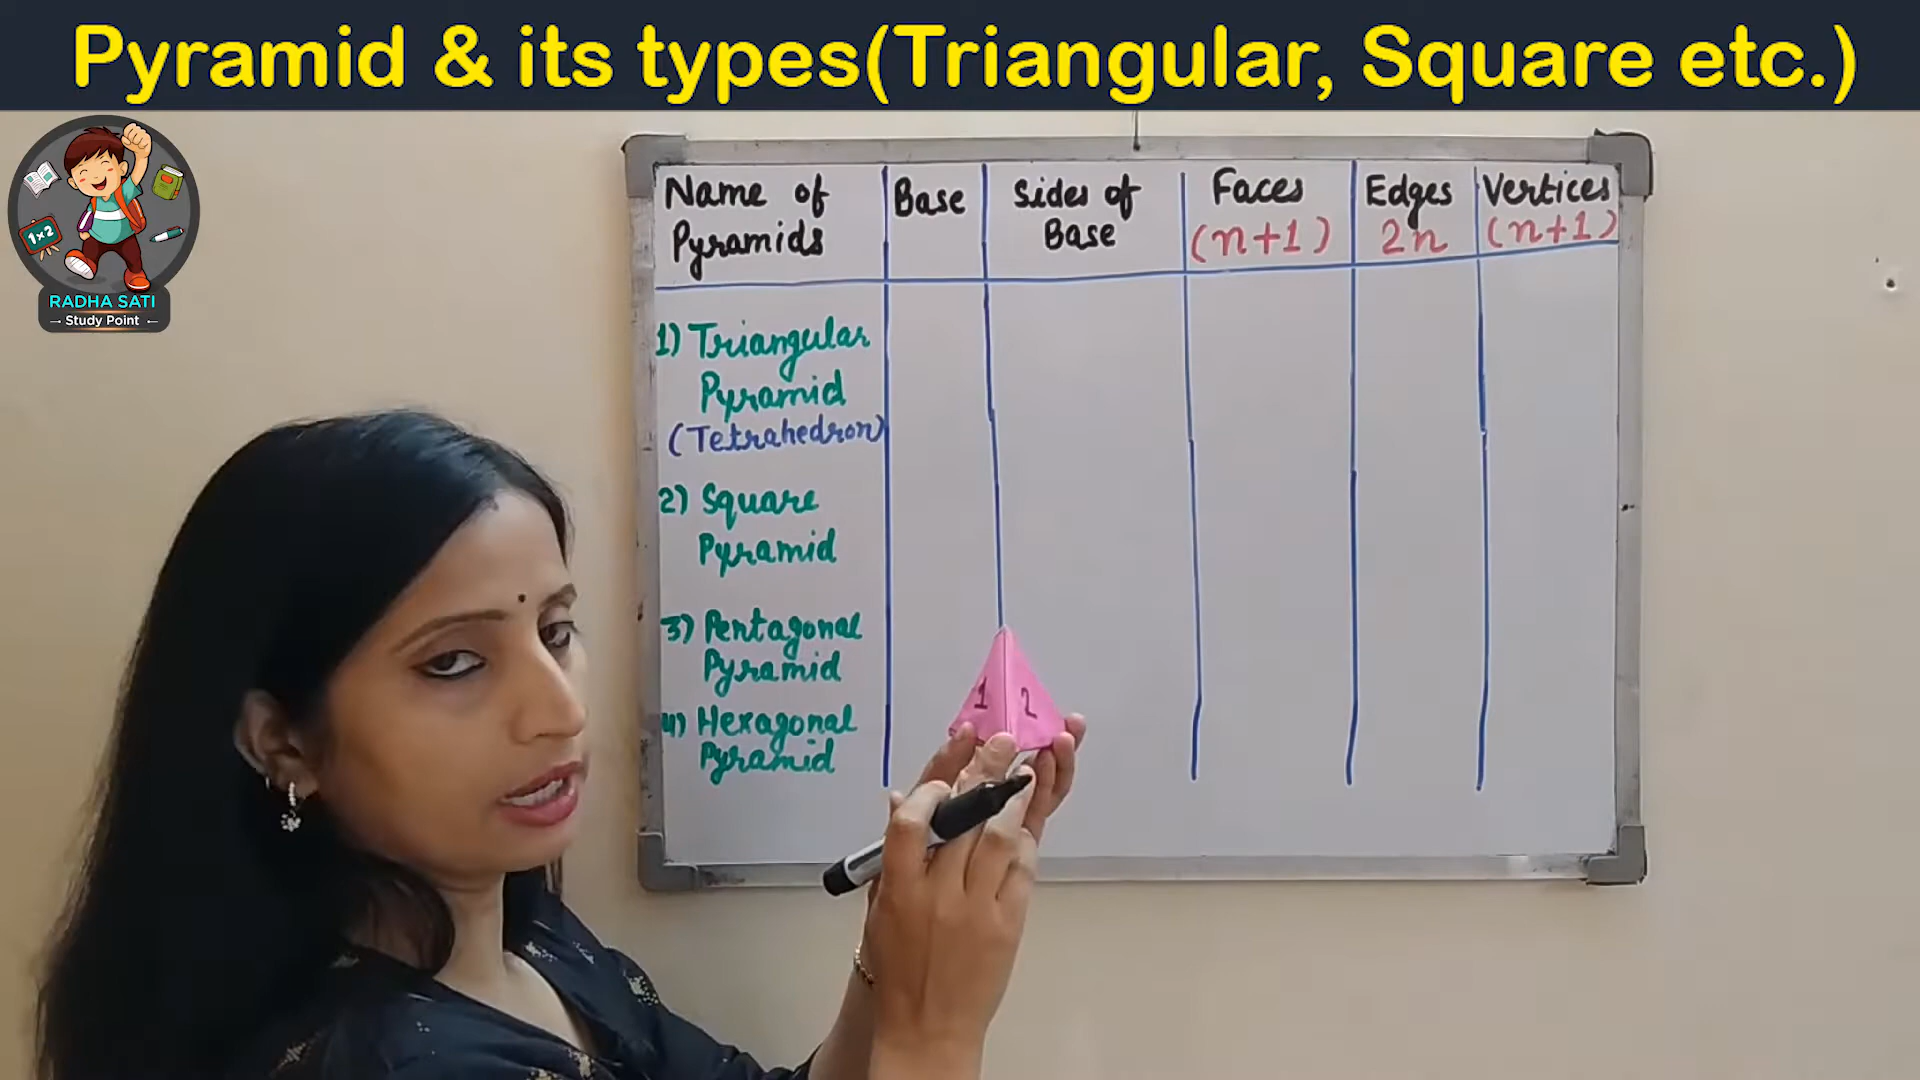 Pyramid & its types(Triangular, Square etc.)
1×2
RADHA SATI
Study Point
Name of Pyramids
Base
Sides of Base
Faces (n+1)
Edges 2n
Vertices (n+1)
1) Triangular
Pyramid
(Tetrahedron)
2) Square
Pyramid
3) Pentagonal
Pyramid
4) Hexagonal
Pyramid
1 2